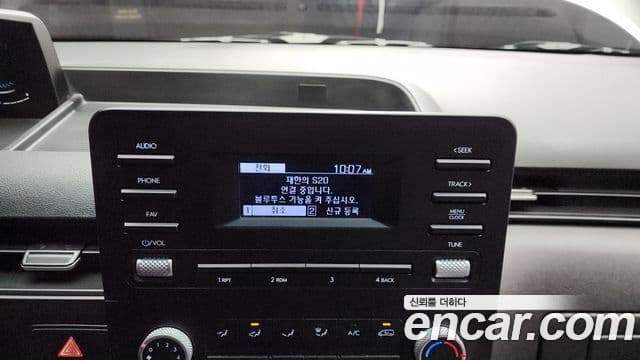 AUDIO
PHONE
FAV
⏻/VOL
전화 10:07AM
재한의 S20
연결 중입니다.
블루투스 기능을 켜 주십시오.
1 취소 2 신규 등록
<SEEK
TRACK>
MENU
CLOCK
TUNE
1 RPT
2 RDM
3
4 BACK
A/C
신뢰를 더하다
encar.com